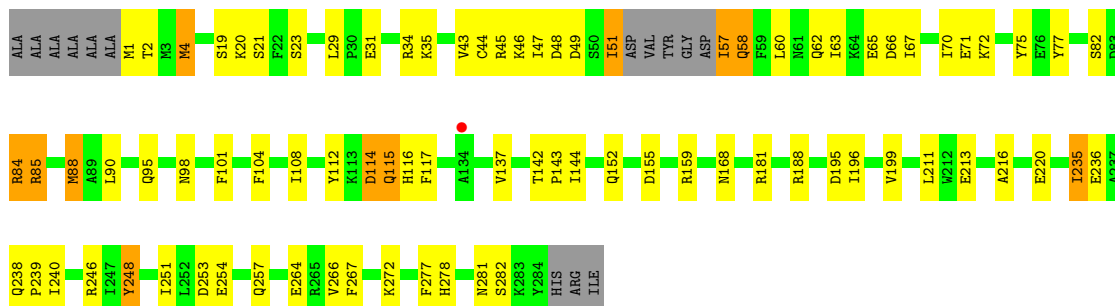 ALA ALA ALA ALA ALA ALA M1 T2 M3 M4 S19 K20 S21 F22 S23 L29 P30 E31 R34 K35 V43 C44 R45 K46 I47 D48 D49 S50 I51 ASP VAL TYR GLY ASP I57 Q58 F59 L60 N61 Q62 I63 K64 E65 D66 I67 I70 E71 K72 Y75 E76 Y77 S82 D83
R84 R85 M88 A89 L90 Q95 N98 F101 F104 I108 Y112 K113 D114 Q115 H116 F117 A134 V137 T142 P143 I144 Q152 D155 R159 N168 R181 R188 D195 I196 V199 L211 W212 E213 A216 E220 I235 E236 A237
Q238 P239 I240 R246 I247 Y248 I251 L252 D253 E254 Q257 E264 R265 V266 F267 K272 F277 H278 N281 S282 K283 Y284 HIS ARG ILE